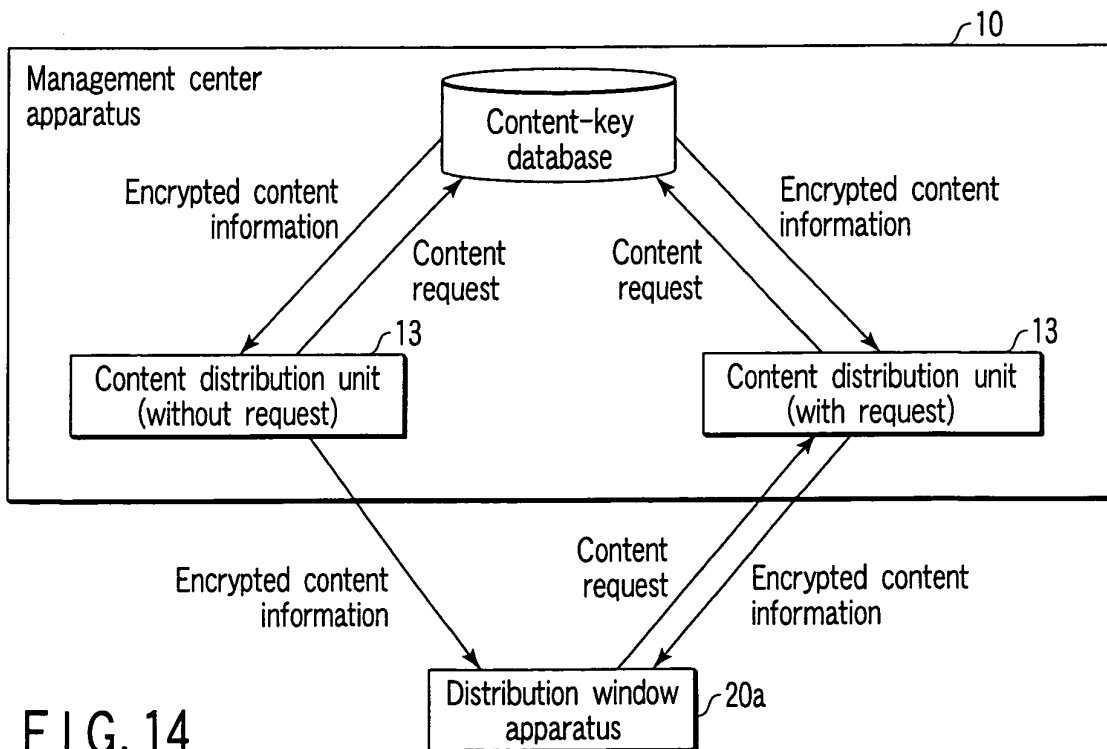 10
Management center
apparatus
Content-key
database
Encrypted content
information
Content
request
Content
request
Encrypted content
information
13
Content distribution unit
(without request)
13
Content distribution unit
(with request)
Encrypted content
information
Content
request
Encrypted content
information
Distribution window
apparatus
20a
FIG. 14